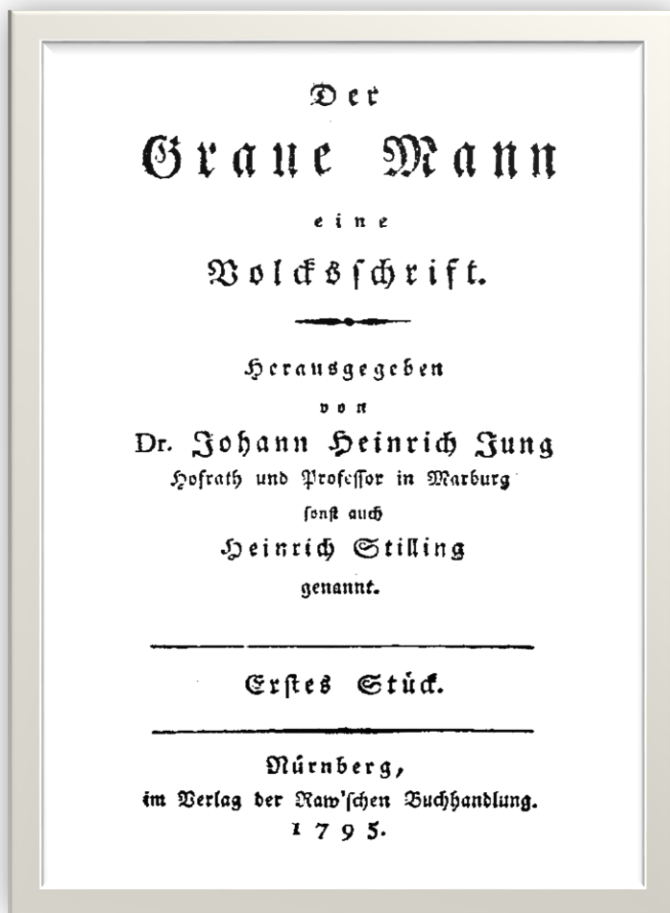 Der
Graue Mann
eine
Volcksschrift.
Herausgegeben
von
Dr. Johann Heinrich Jung
Hofrath und Professor in Marburg
sonst auch
Heinrich Stilling
genannt.
Erstes Stück.
Nürnberg,
im Verlag der Raw'schen Buchhandlung.
1795.